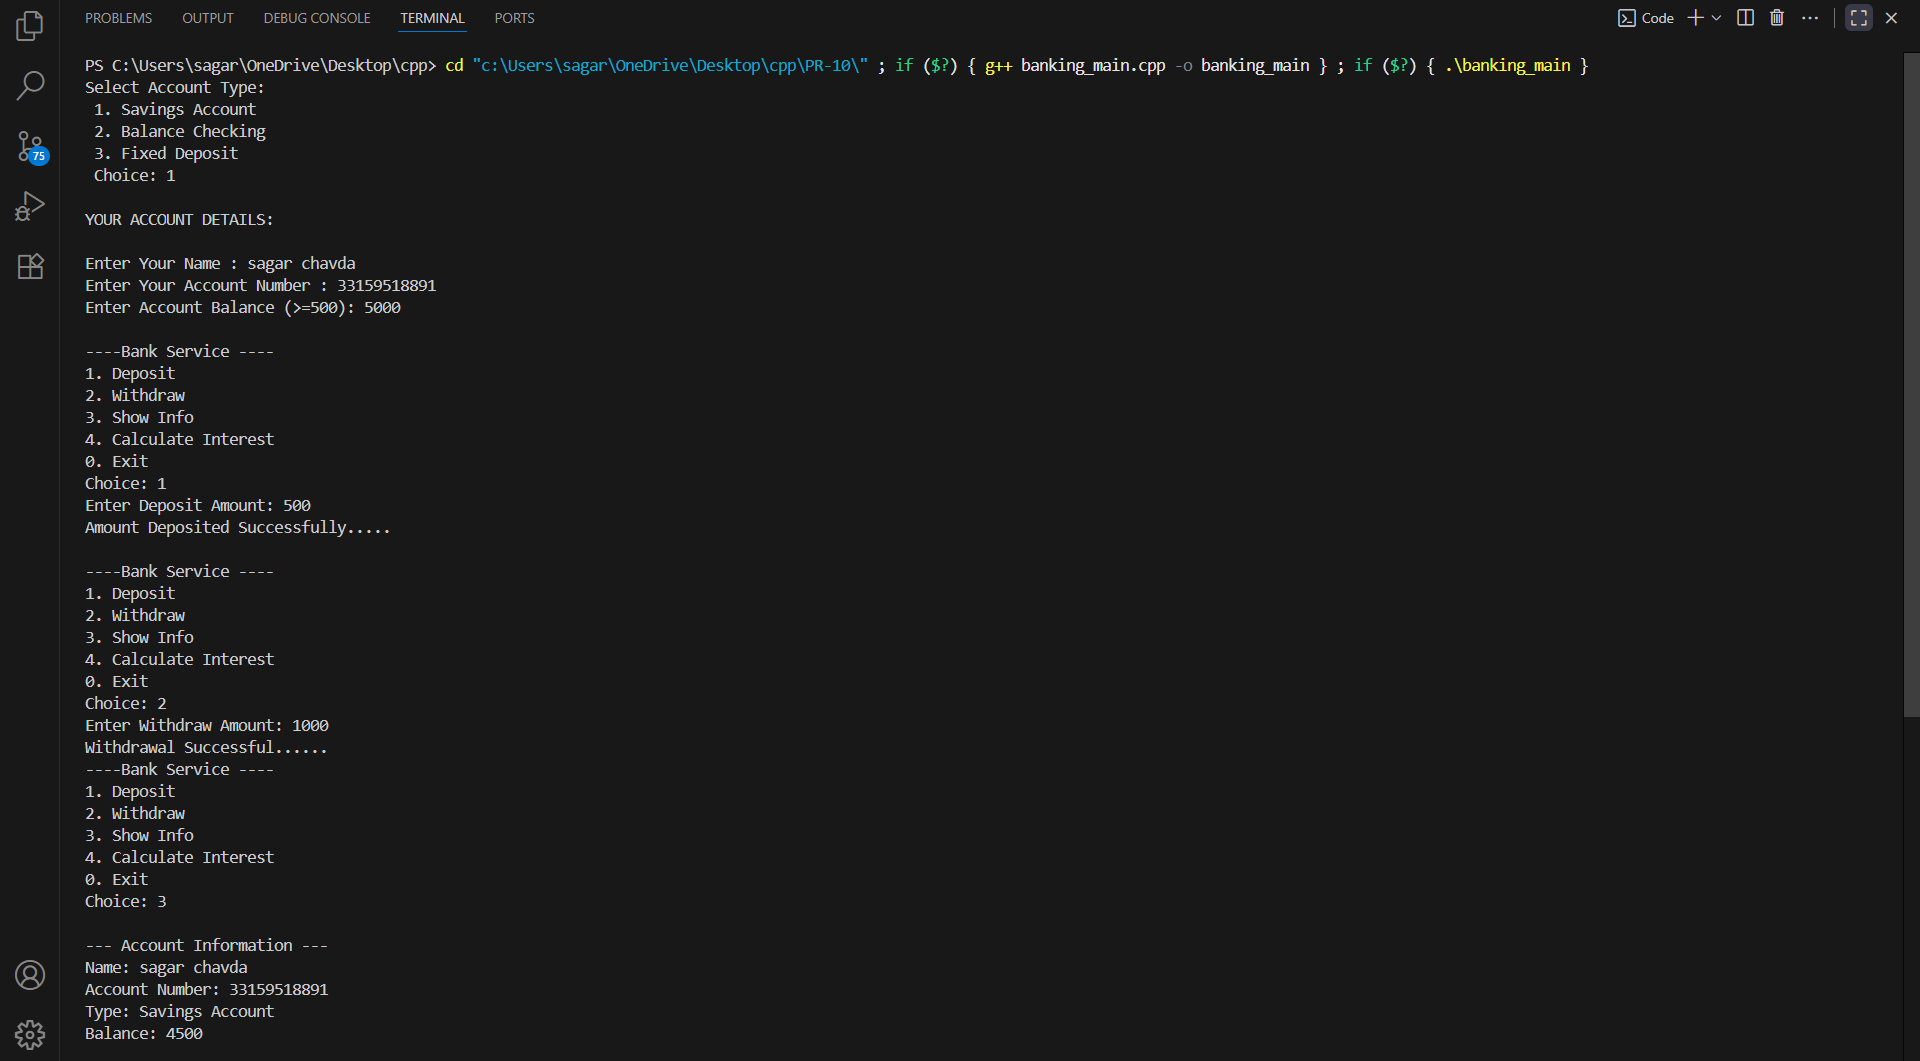 PROBLEMS OUTPUT DEBUG CONSOLE TERMINAL PORTS Code
PS C:\Users\sagar\OneDrive\Desktop\cpp> cd "c:\Users\sagar\OneDrive\Desktop\cpp\PR-10\" ; if ($?) { g++ banking_main.cpp -o banking_main } ; if ($?) { .\banking_main }
Select Account Type:
1. Savings Account
2. Balance Checking
3. Fixed Deposit
Choice: 1
YOUR ACCOUNT DETAILS:
Enter Your Name : sagar chavda
Enter Your Account Number : 33159518891
Enter Account Balance (>=500): 5000
----Bank Service ----
1. Deposit
2. Withdraw
3. Show Info
4. Calculate Interest
0. Exit
Choice: 1
Enter Deposit Amount: 500
Amount Deposited Successfully.....
----Bank Service ----
1. Deposit
2. Withdraw
3. Show Info
4. Calculate Interest
0. Exit
Choice: 2
Enter Withdraw Amount: 1000
Withdrawal Successful......
----Bank Service ----
1. Deposit
2. Withdraw
3. Show Info
4. Calculate Interest
0. Exit
Choice: 3
--- Account Information ---
Name: sagar chavda
Account Number: 33159518891
Type: Savings Account
Balance: 4500
75